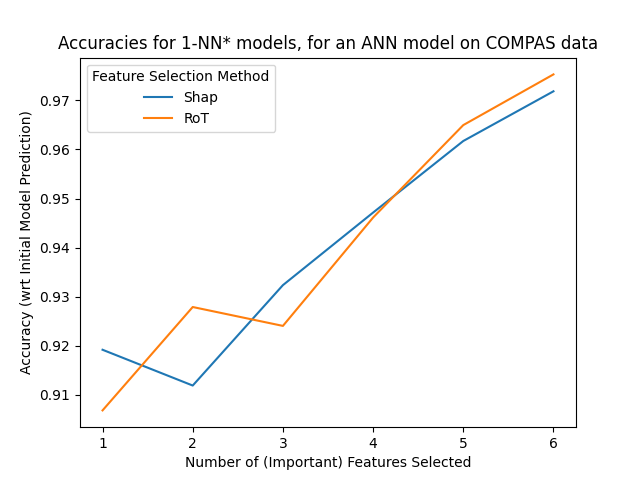 Accuracies for 1-NN* models, for an ANN model on COMPAS data
Feature Selection Method
Shap
RoT
Accuracy (wrt Initial Model Prediction)
0.97
0.96
0.95
0.94
0.93
0.92
0.91
1 2 3 4 5 6
Number of (Important) Features Selected